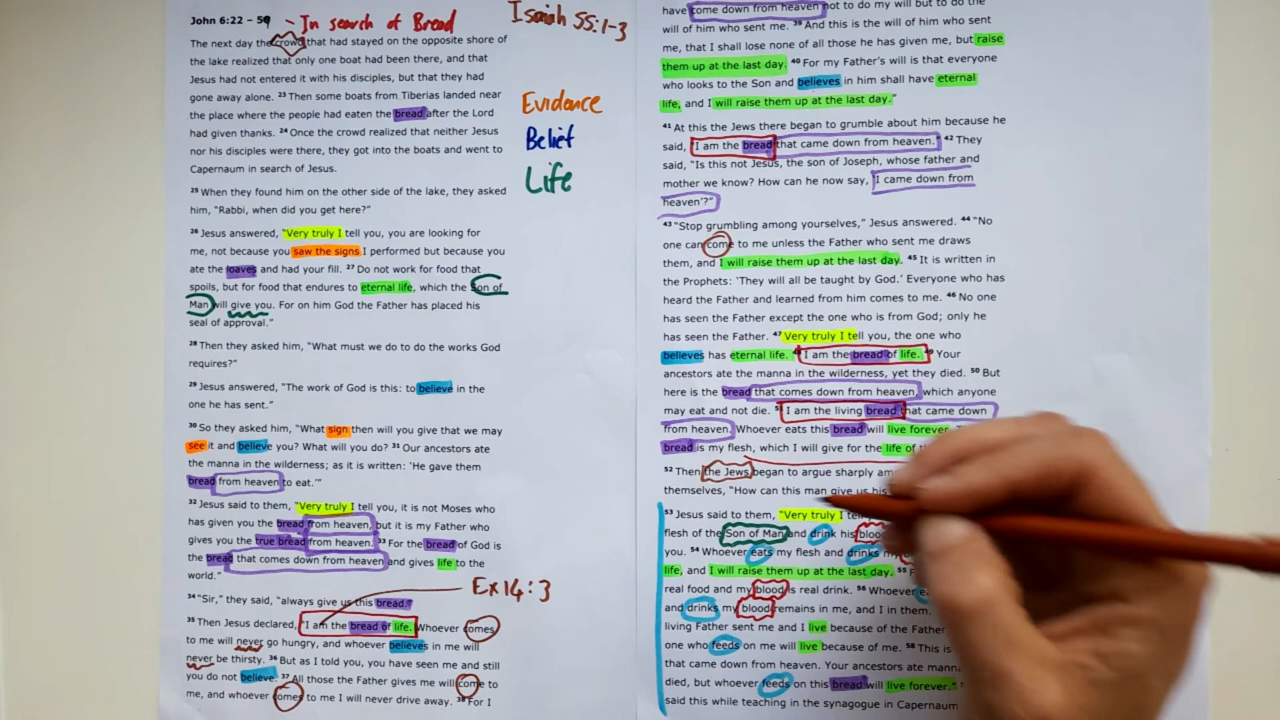 John 6:22 - 59 - In search of Bread
Isaiah 55:1-3
The next day the crowd that had stayed on the opposite shore of
the lake realized that only one boat had been there, and that
Jesus had not entered it with his disciples, but that they had
gone away alone. 23 Then some boats from Tiberias landed near
the place where the people had eaten the bread after the Lord
had given thanks. 24 Once the crowd realized that neither Jesus
nor his disciples were there, they got into the boats and went to
Capernaum in search of Jesus.
25 When they found him on the other side of the lake, they asked
him, “Rabbi, when did you get here?”
26 Jesus answered, “Very truly I tell you, you are looking for
me, not because you saw the signs I performed but because you
ate the loaves and had your fill. 27 Do not work for food that
spoils, but for food that endures to eternal life, which the Son of
Man will give you. For on him God the Father has placed his
seal of approval.”
28 Then they asked him, “What must we do to do the works God
requires?”
29 Jesus answered, “The work of God is this: to believe in the
one he has sent.”
30 So they asked him, “What sign then will you give that we may
see it and believe you? What will you do? 31 Our ancestors ate
the manna in the wilderness; as it is written: ‘He gave them
bread from heaven to eat.’”
32 Jesus said to them, “Very truly I tell you, it is not Moses who
has given you the bread from heaven, but it is my Father who
gives you the true bread from heaven. 33 For the bread of God is
the bread that comes down from heaven and gives life to the
world.”
34 “Sir,” they said, “always give us this bread.”
Ex 14:3
35 Then Jesus declared, “I am the bread of life. Whoever comes
to me will never go hungry, and whoever believes in me will
never be thirsty. 36 But as I told you, you have seen me and still
you do not believe. 37 All those the Father gives me will come to
me, and whoever comes to me I will never drive away. 38 For I
Evidence
Belief
Life
have come down from heaven not to do my will but to do the
will of him who sent me. 39 And this is the will of him who sent
me, that I shall lose none of all those he has given me, but raise
them up at the last day. 40 For my Father’s will is that everyone
who looks to the Son and believes in him shall have eternal
life, and I will raise them up at the last day.”
41 At this the Jews there began to grumble about him because he
said, “I am the bread that came down from heaven.” 42 They
said, “Is this not Jesus, the son of Joseph, whose father and
mother we know? How can he now say, ‘I came down from
heaven’?”
43 “Stop grumbling among yourselves,” Jesus answered. 44 “No
one can come to me unless the Father who sent me draws
them, and I will raise them up at the last day. 45 It is written in
the Prophets: ‘They will all be taught by God.’ Everyone who has
heard the Father and learned from him comes to me. 46 No one
has seen the Father except the one who is from God; only he
has seen the Father. 47 Very truly I tell you, the one who
believes has eternal life. 48 I am the bread of life. 49 Your
ancestors ate the manna in the wilderness, yet they died. 50 But
here is the bread that comes down from heaven, which anyone
may eat and not die. 51 I am the living bread that came down
from heaven. Whoever eats this bread will live forever.
bread is my flesh, which I will give for the life of
52 Then the Jews began to argue sharply
themselves, “How can this man give us his
53 Jesus said to them, “Very truly I
flesh of the Son of Man and drink his
you. 54 Whoever eats my flesh and drinks
life, and I will raise them up at the last day. 55
real food and my blood is real drink. 56 Whoever
and drinks my blood remains in me, and I in them.
living Father sent me and I live because of the Father
one who feeds on me will live because of me. 58 This is
that came down from heaven. Your ancestors ate
died, but whoever feeds on this bread will live forever.”
said this while teaching in the synagogue in Capernaum